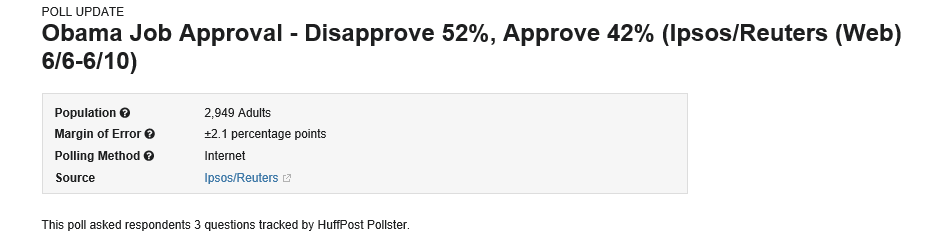 POLL UPDATE
Obama Job Approval - Disapprove 52%, Approve 42% (Ipsos/Reuters (Web)
6/6-6/10)
Population ? 2,949 Adults
Margin of Error ? ±2.1 percentage points
Polling Method ? Internet
Source Ipsos/Reuters
This poll asked respondents 3 questions tracked by HuffPost Pollster.